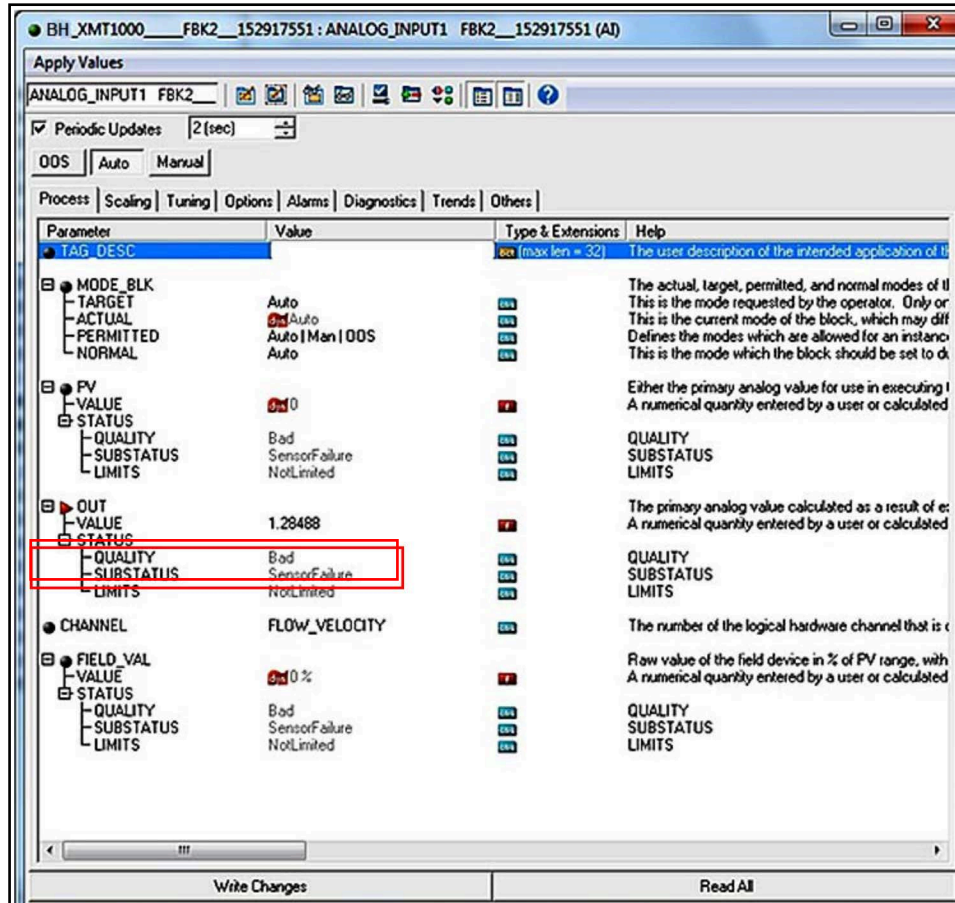 BH_XMT1000_____FBK2__152917551 : ANALOG_INPUT1 FBK2__152917551 (AI)
Apply Values
ANALOG_INPUT1 FBK2__
Periodic Updates 2 (sec)
OOS Auto Manual
Process Scaling Tuning Options Alarms Diagnostics Trends Others
Parameter Value Type & Extensions Help
TAG_DESC (max len = 32) The user description of the intended application of
MODE_BLK The actual, target, permitted, and normal modes of
TARGET Auto This is the mode requested by the operator. Only
ACTUAL Auto This is the current mode of the block, which may
PERMITTED Auto | Man | OOS Defines the modes which are allowed for an
NORMAL Auto This is the mode which the block should be set to
PV Either the primary analog value for use in executing
VALUE 0 A numerical quantity entered by a user or calculated
STATUS
QUALITY Bad QUALITY
SUBSTATUS SensorFailure SUBSTATUS
LIMITS NotLimited LIMITS
OUT The primary analog value calculated as a result of
VALUE 1.28488 A numerical quantity entered by a user or calculated
STATUS
QUALITY Bad QUALITY
SUBSTATUS SensorFailure SUBSTATUS
LIMITS NotLimited LIMITS
CHANNEL FLOW_VELOCITY The number of the logical hardware channel that is
FIELD_VAL Raw value of the field device in % of PV range, with
VALUE 0 % A numerical quantity entered by a user or calculated
STATUS
QUALITY Bad QUALITY
SUBSTATUS SensorFailure SUBSTATUS
LIMITS NotLimited LIMITS
Write Changes Read All